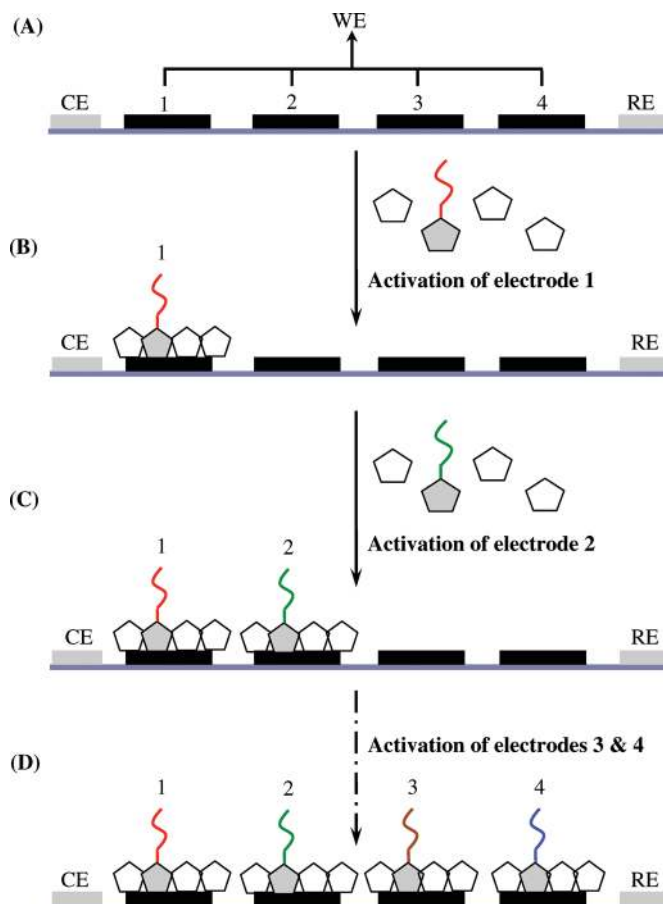 (A)
WE
CE 1 2 3 4 RE
Activation of electrode 1
(B)
1
CE RE
Activation of electrode 2
(C)
1 2
CE RE
Activation of electrodes 3 & 4
(D)
1 2 3 4
CE RE